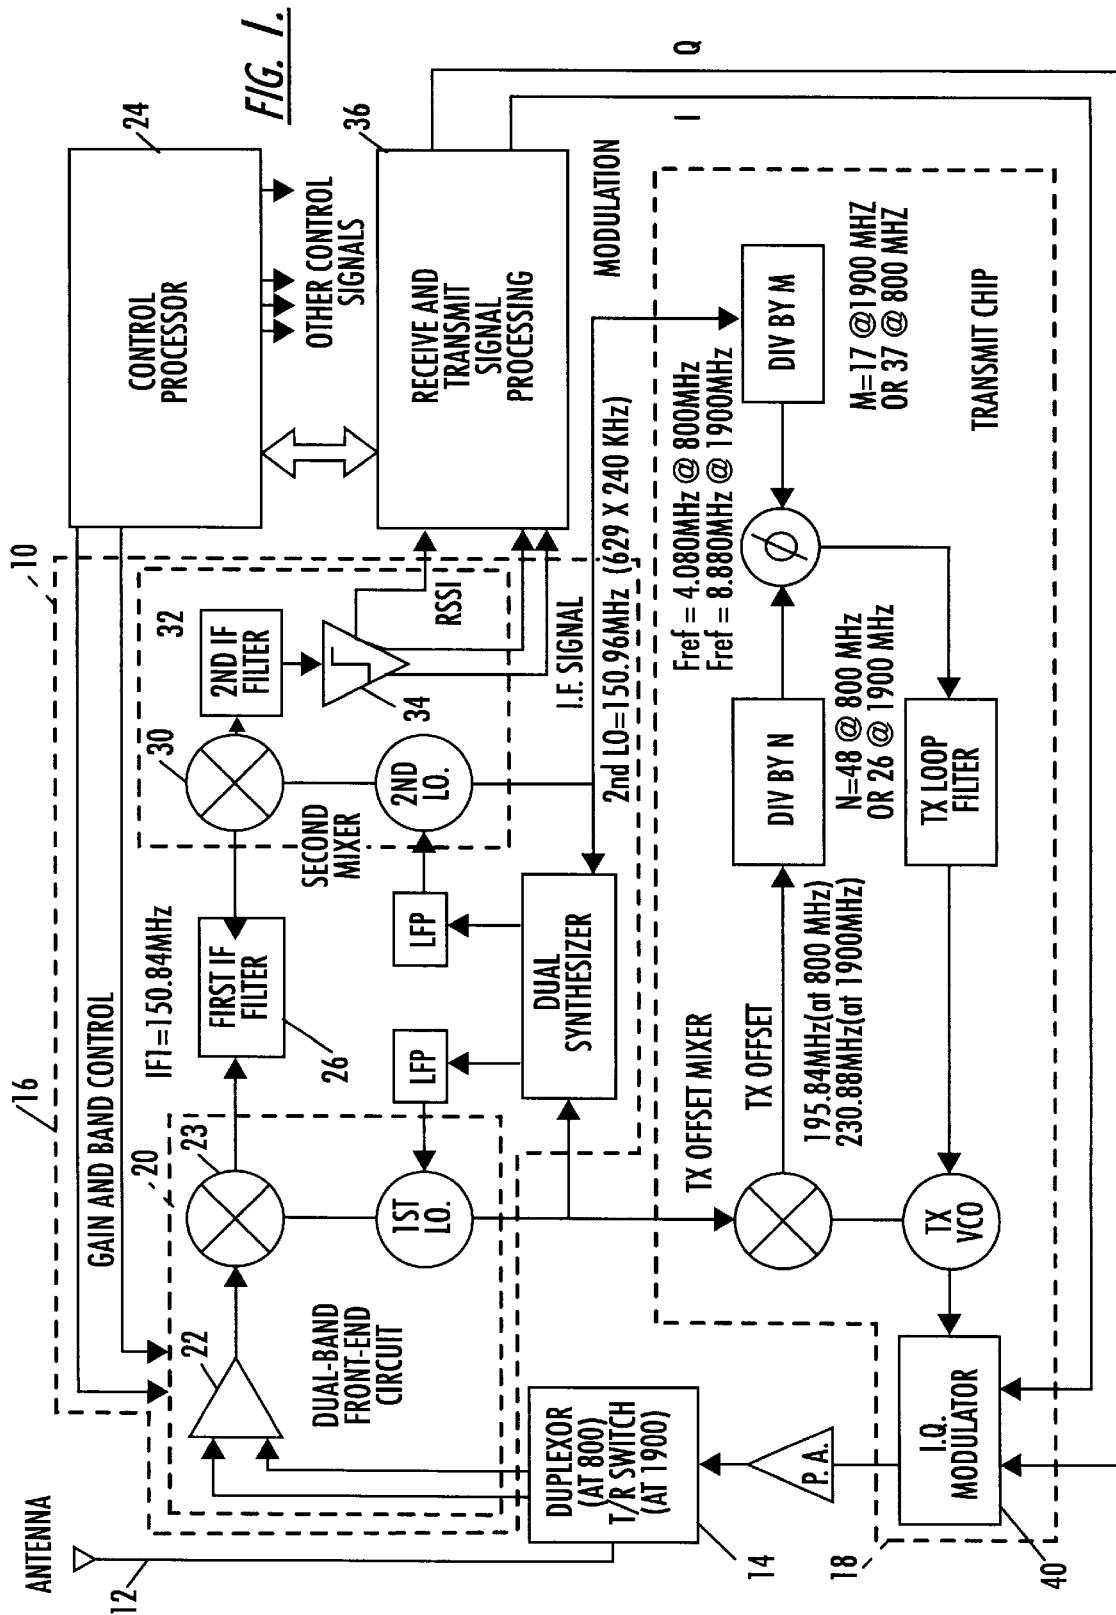 FIG. 1.
10
16
GAIN AND BAND CONTROL
24
CONTROL
PROCESSOR
OTHER CONTROL
SIGNALS
36
RECEIVE AND
TRANSMIT
SIGNAL
PROCESSING
ANTENNA
12
20
22
23
DUAL-BAND
FRONT-END
CIRCUIT
1ST
LO.
IF1=150.84MHz
FIRST IF
FILTER
26
30
SECOND
MIXER
32
2ND IF
FILTER
34
RSSI
I.F. SIGNAL
2ND
LO.
LFP
LFP
DUAL
SYNTHESIZER
2nd LO=150.96MHz (629 X 240 KHz)
MODULATION
I
Q
DUPLEXOR
(AT 800)
T/R SWITCH
(AT 1900)
14
P. A.
18
I.Q.
MODULATOR
40
TX OFFSET MIXER
TX OFFSET
195.84MHz(at 800 MHz)
230.88MHz(at 1900MHz)
DIV BY N
N=48 @ 800 MHz
OR 26 @ 1900 MHz
Fref = 4.080MHz @ 800MHz
Fref = 8.880MHz @ 1900MHz
Ø
DIV BY M
M=17 @1900 MHZ
OR 37 @ 800 MHZ
TX LOOP
FILTER
TX
VCO
TRANSMIT CHIP